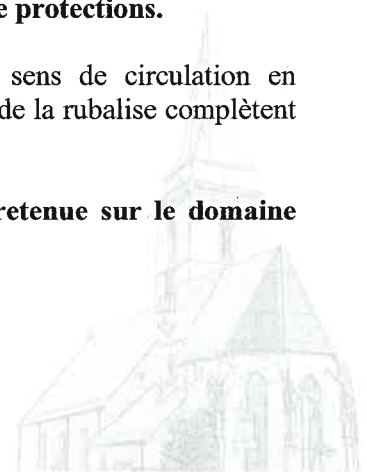 e protections.
sens de circulation en
de la rubalise complètent
retenue sur le domaine